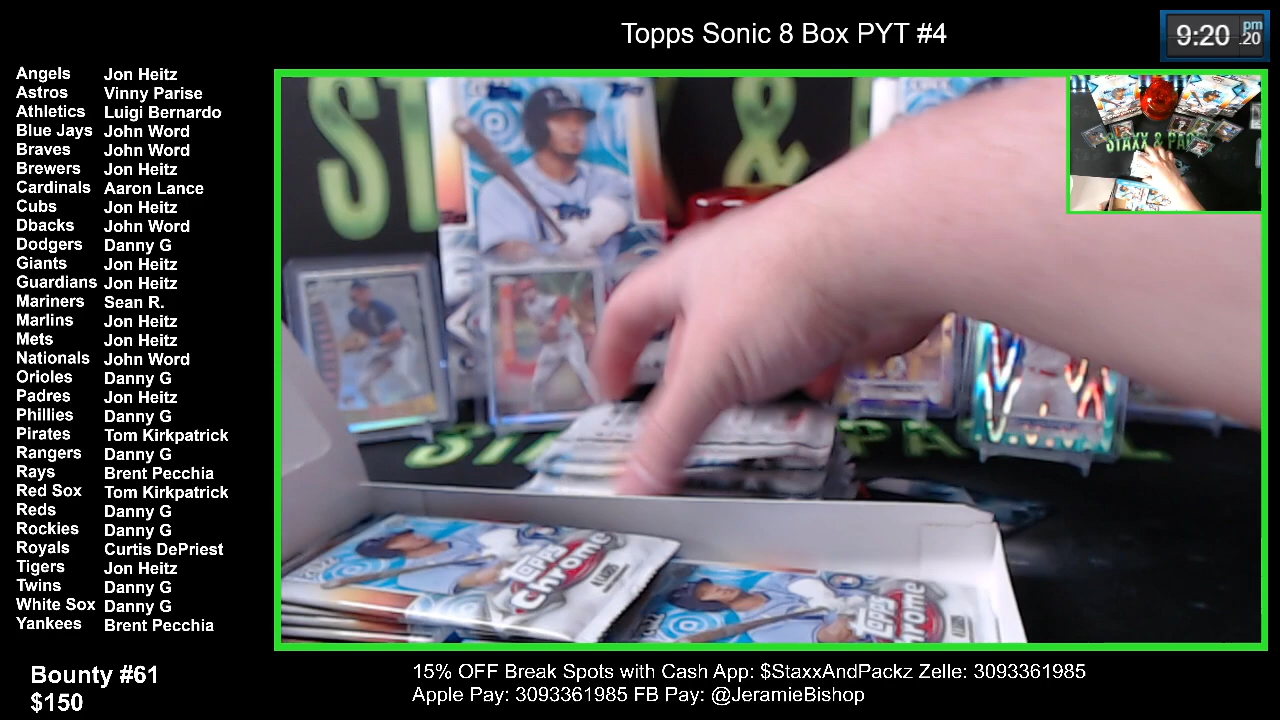 Topps Sonic 8 Box PYT #4
9:20 pm .20
Angels Jon Heitz
Astros Vinny Parise
Athletics Luigi Bernardo
Blue Jays John Word
Braves John Word
Brewers Jon Heitz
Cardinals Aaron Lance
Cubs Jon Heitz
Dbacks John Word
Dodgers Danny G
Giants Jon Heitz
Guardians Jon Heitz
Mariners Sean R.
Marlins Jon Heitz
Mets Jon Heitz
Nationals John Word
Orioles Danny G
Padres Jon Heitz
Phillies Danny G
Pirates Tom Kirkpatrick
Rangers Danny G
Rays Brent Pecchia
Red Sox Tom Kirkpatrick
Reds Danny G
Rockies Danny G
Royals Curtis DePriest
Tigers Jon Heitz
Twins Danny G
White Sox Danny G
Yankees Brent Pecchia
Bounty #61
$150
ST &
STAXX & PA
Topps
Chrome
4 CARDS
Topps
15% OFF Break Spots with Cash App: $StaxxAndPackz Zelle: 3093361985
Apple Pay: 3093361985 FB Pay: @JeramieBishop